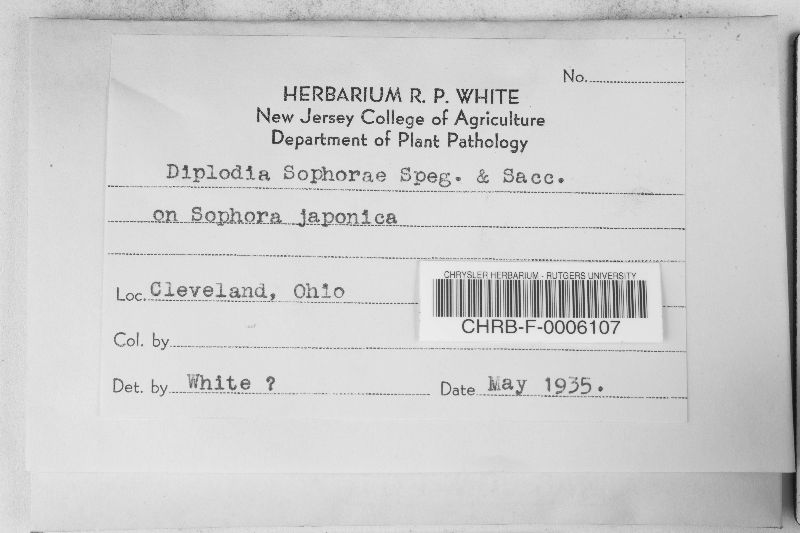 No.
HERBARIUM R. P. WHITE
New Jersey College of Agriculture
Department of Plant Pathology
Diplodia Sophorae Speg. & Sacc.
on Sophora japonica
Loc. Cleveland, Ohio
CHRYSLER HERBARIUM - RUTGERS UNIVERSITY
CHRB-F-0006107
Col. by
Det. by White ?
Date May 1935.